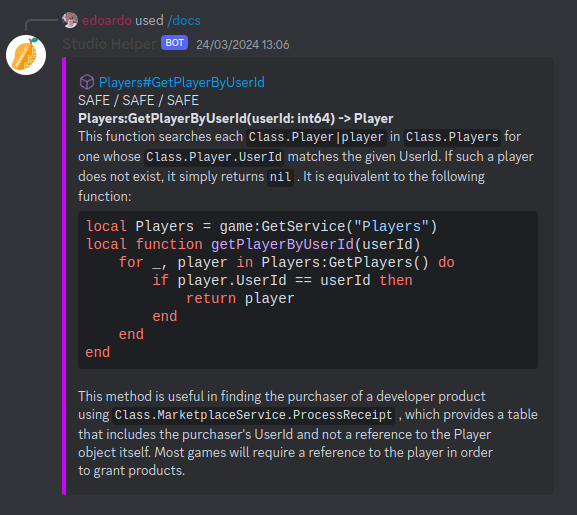 edoardo used /docs
Studio Helper BOT 24/03/2024 13:06
Players#GetPlayerByUserId
SAFE / SAFE / SAFE
Players:GetPlayerByUserId(userId: int64) -> Player
This function searches each Class.Player|player in Class.Players for
one whose Class.Player.UserId matches the given UserId. If such a player
does not exist, it simply returns nil . It is equivalent to the following
function:
local Players = game:GetService("Players")
local function getPlayerByUserId(userId)
    for _, player in Players:GetPlayers() do
        if player.UserId == userId then
            return player
        end
    end
end
This method is useful in finding the purchaser of a developer product
using Class.MarketplaceService.ProcessReceipt , which provides a table
that includes the purchaser's UserId and not a reference to the Player
object itself. Most games will require a reference to the player in order
to grant products.